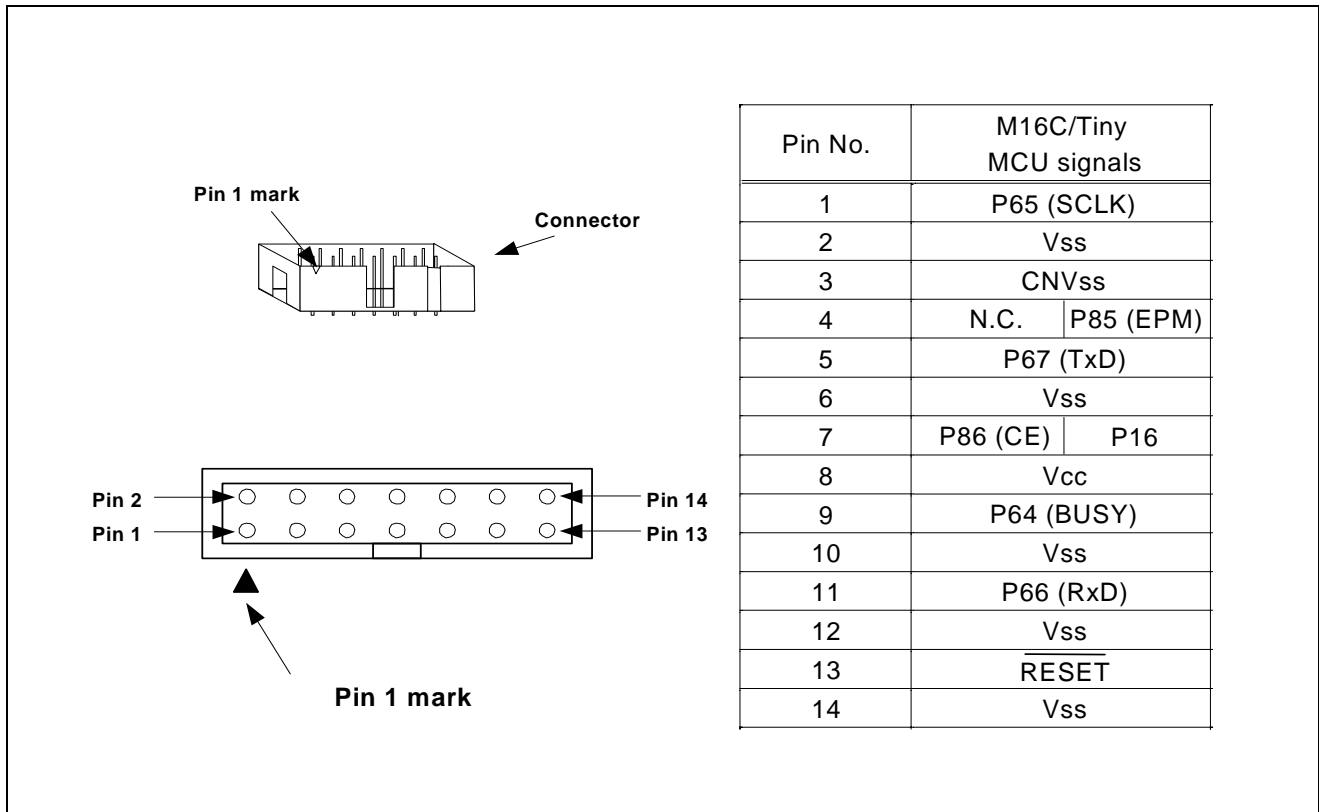 Pin 1 mark
Connector
Pin 2
Pin 14
Pin 1
Pin 13
Pin 1 mark
Pin No. M16C/Tiny
MCU signals
1 P65 (SCLK)
2 Vss
3 CNVss
4 N.C. P85 (EPM)
5 P67 (TxD)
6 Vss
7 P86 (CE) P16
8 Vcc
9 P64 (BUSY)
10 Vss
11 P66 (RxD)
12 Vss
13 RESET
14 Vss